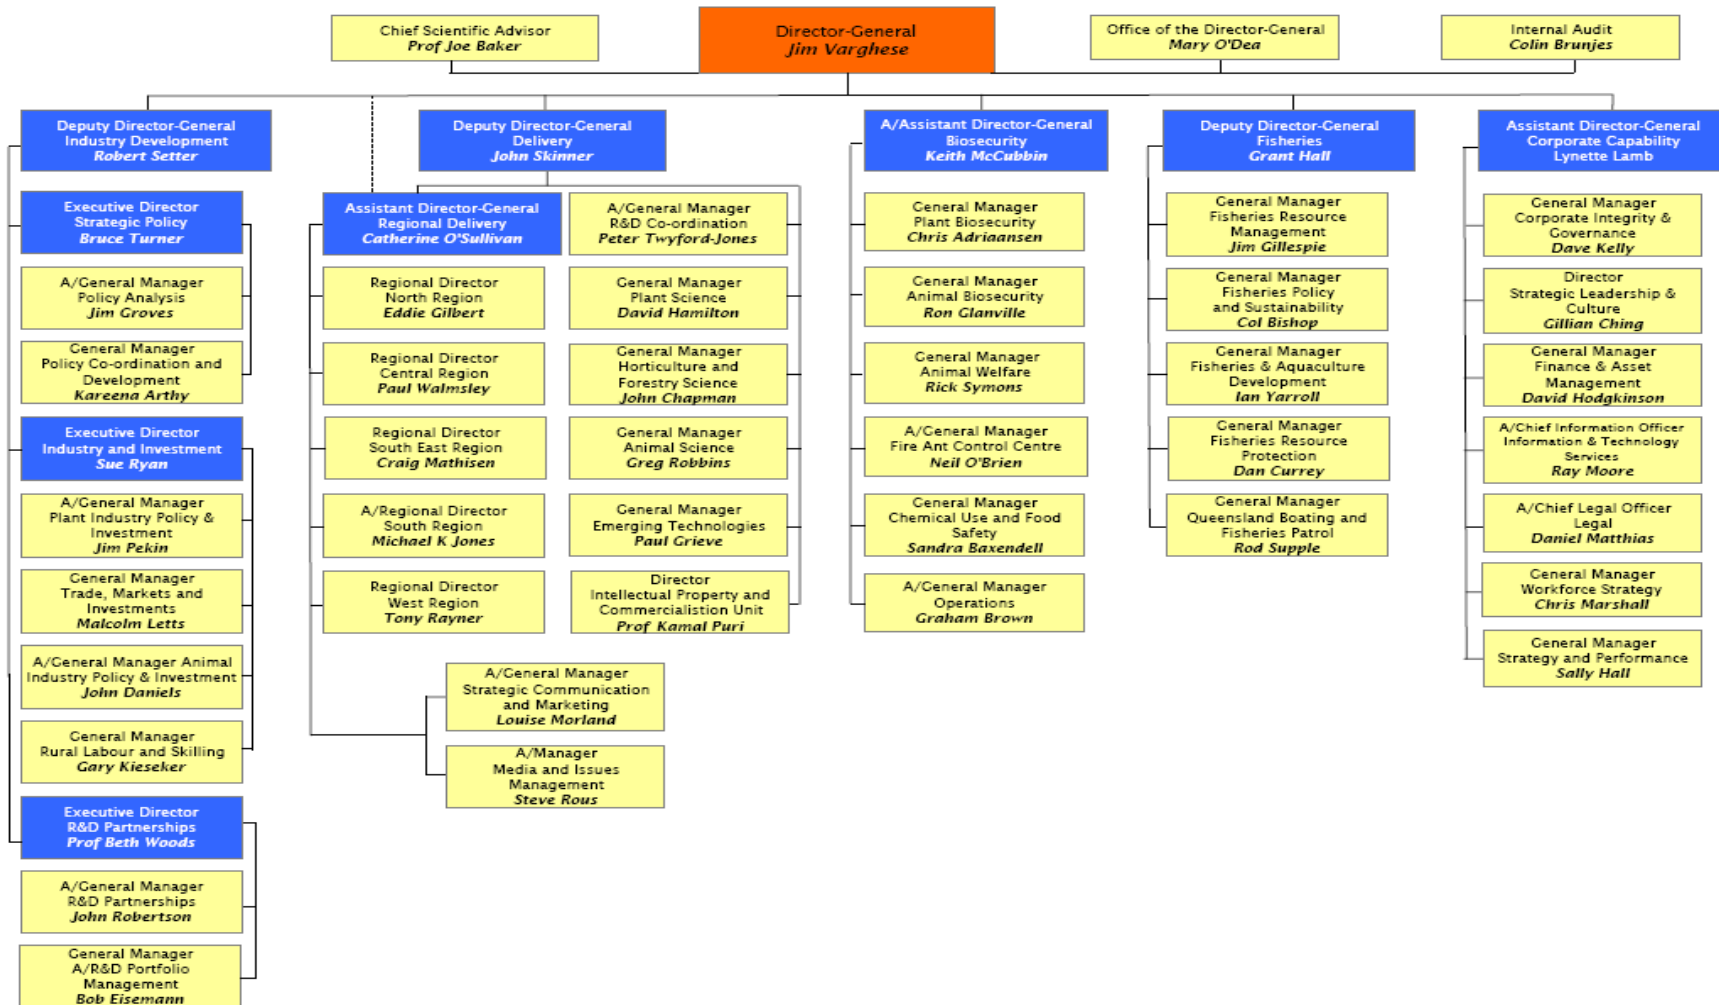 Chief Scientific Advisor
Prof Joe Baker
Director-General
Jim Varghese
Office of the Director-General
Mary O'Dea
Internal Audit
Colin Brunjes
Deputy Director-General
Industry Development
Robert Setter
Deputy Director-General
Delivery
John Skinner
A/Assistant Director-General
Biosecurity
Keith McCubbin
Deputy Director-General
Fisheries
Grant Hall
Assistant Director-General
Corporate Capability
Lynette Lamb
Executive Director
Strategic Policy
Bruce Turner
A/General Manager
Policy Analysis
Jim Groves
General Manager
Policy Co-ordination and
Development
Kareena Arthy
Executive Director
Industry and Investment
Sue Ryan
A/General Manager
Plant Industry Policy &
Investment
Jim Pekin
General Manager
Trade, Markets and
Investments
Malcolm Letts
A/General Manager Animal
Industry Policy & Investment
John Daniels
General Manager
Rural Labour and Skilling
Gary Kieseker
Executive Director
R&D Partnerships
Prof Beth Woods
A/General Manager
R&D Partnerships
John Robertson
General Manager
A/R&D Portfolio
Management
Bob Eisemann
Assistant Director-General
Regional Delivery
Catherine O'Sullivan
Regional Director
North Region
Eddie Gilbert
Regional Director
Central Region
Paul Walmsley
Regional Director
South East Region
Craig Mathisen
A/Regional Director
South Region
Michael K Jones
Regional Director
West Region
Tony Rayner
A/General Manager
Strategic Communication
and Marketing
Louise Morland
A/Manager
Media and Issues
Management
Steve Rous
A/General Manager
R&D Co-ordination
Peter Twyford-Jones
General Manager
Plant Science
David Hamilton
General Manager
Horticulture and
Forestry Science
John Chapman
General Manager
Animal Science
Greg Robbins
General Manager
Emerging Technologies
Paul Grieve
Director
Intellectual Property and
Commercialistion Unit
Prof Kamal Puri
General Manager
Plant Biosecurity
Chris Adriaansen
General Manager
Animal Biosecurity
Ron Glanville
General Manager
Animal Welfare
Rick Symons
A/General Manager
Fire Ant Control Centre
Neil O'Brien
General Manager
Chemical Use and Food
Safety
Sandra Baxendell
A/General Manager
Operations
Graham Brown
General Manager
Fisheries Resource
Management
Jim Gillespie
General Manager
Fisheries Policy
and Sustainability
Col Bishop
General Manager
Fisheries & Aquaculture
Development
Ian Yarroll
General Manager
Fisheries Resource
Protection
Dan Currey
General Manager
Queensland Boating and
Fisheries Patrol
Rod Supple
General Manager
Corporate Integrity &
Governance
Dave Kelly
Director
Strategic Leadership &
Culture
Gillian Ching
General Manager
Finance & Asset
Management
David Hodgkinson
A/Chief Information Officer
Information & Technology
Services
Ray Moore
A/Chief Legal Officer
Legal
Daniel Matthias
General Manager
Workforce Strategy
Chris Marshall
General Manager
Strategy and Performance
Sally Hall